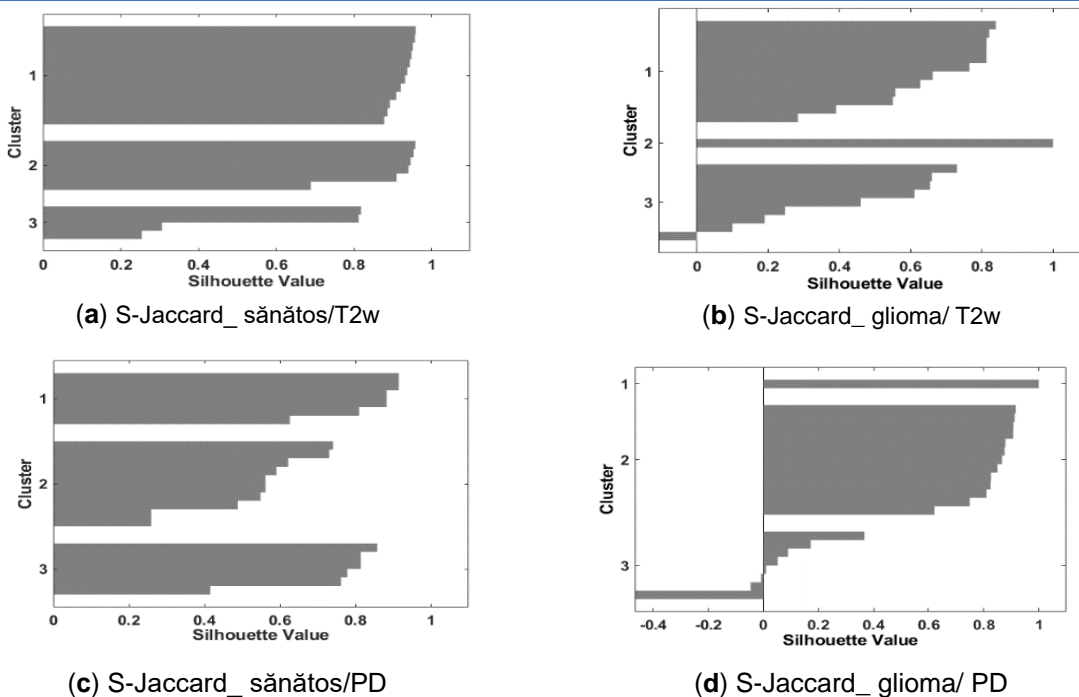 Cluster
1
2
3
0 0.2 0.4 0.6 0.8 1
Silhouette Value
(a) S-Jaccard_ sănătos/T2w
Cluster
1
2
3
0 0.2 0.4 0.6 0.8 1
Silhouette Value
(b) S-Jaccard_ glioma/ T2w
Cluster
1
2
3
0 0.2 0.4 0.6 0.8 1
Silhouette Value
(c) S-Jaccard_ sănătos/PD
Cluster
1
2
3
-0.4 -0.2 0 0.2 0.4 0.6 0.8 1
Silhouette Value
(d) S-Jaccard_ glioma/ PD